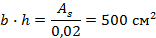 b · h = A_s / 0,02 = 500 см²